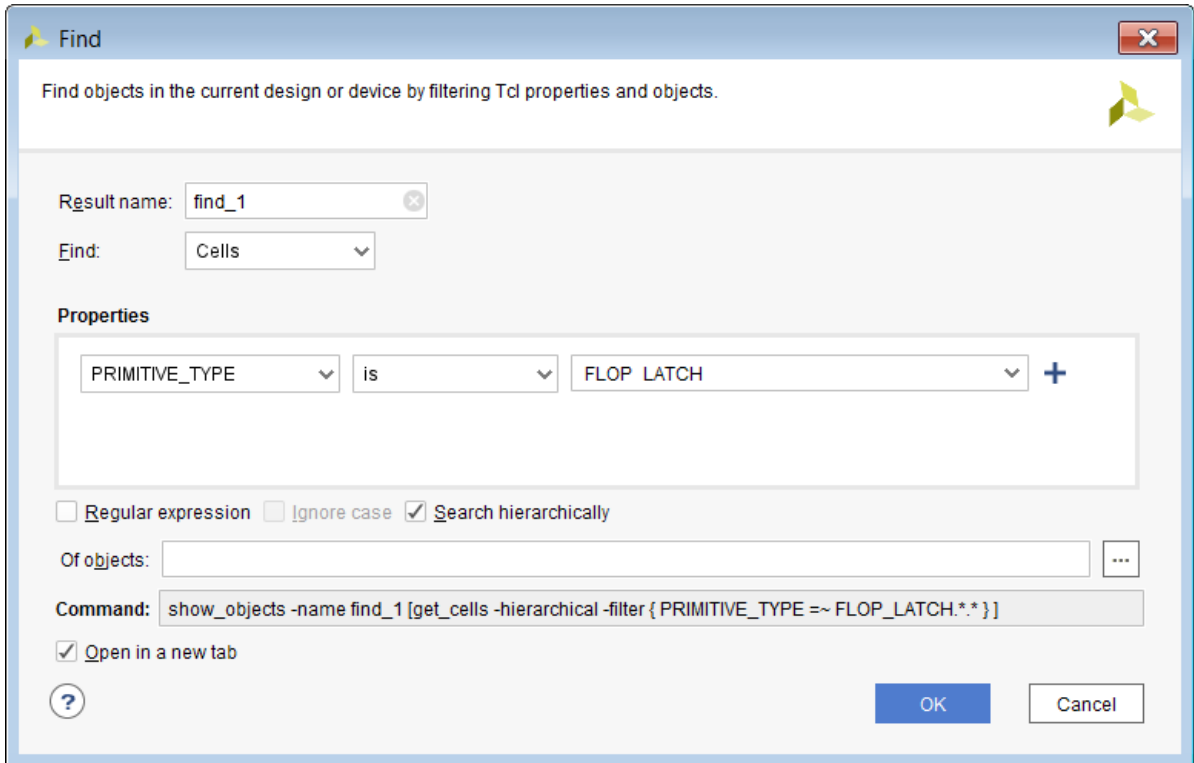 Find
Find objects in the current design or device by filtering Tcl properties and objects.
Result name: find_1
Find: Cells
Properties
PRIMITIVE_TYPE is FLOP LATCH
Regular expression Ignore case Search hierarchically
Of objects: ...
Command: show_objects -name find_1 [get_cells -hierarchical -filter { PRIMITIVE_TYPE =~ FLOP_LATCH.*.* } ]
Open in a new tab
? OK Cancel